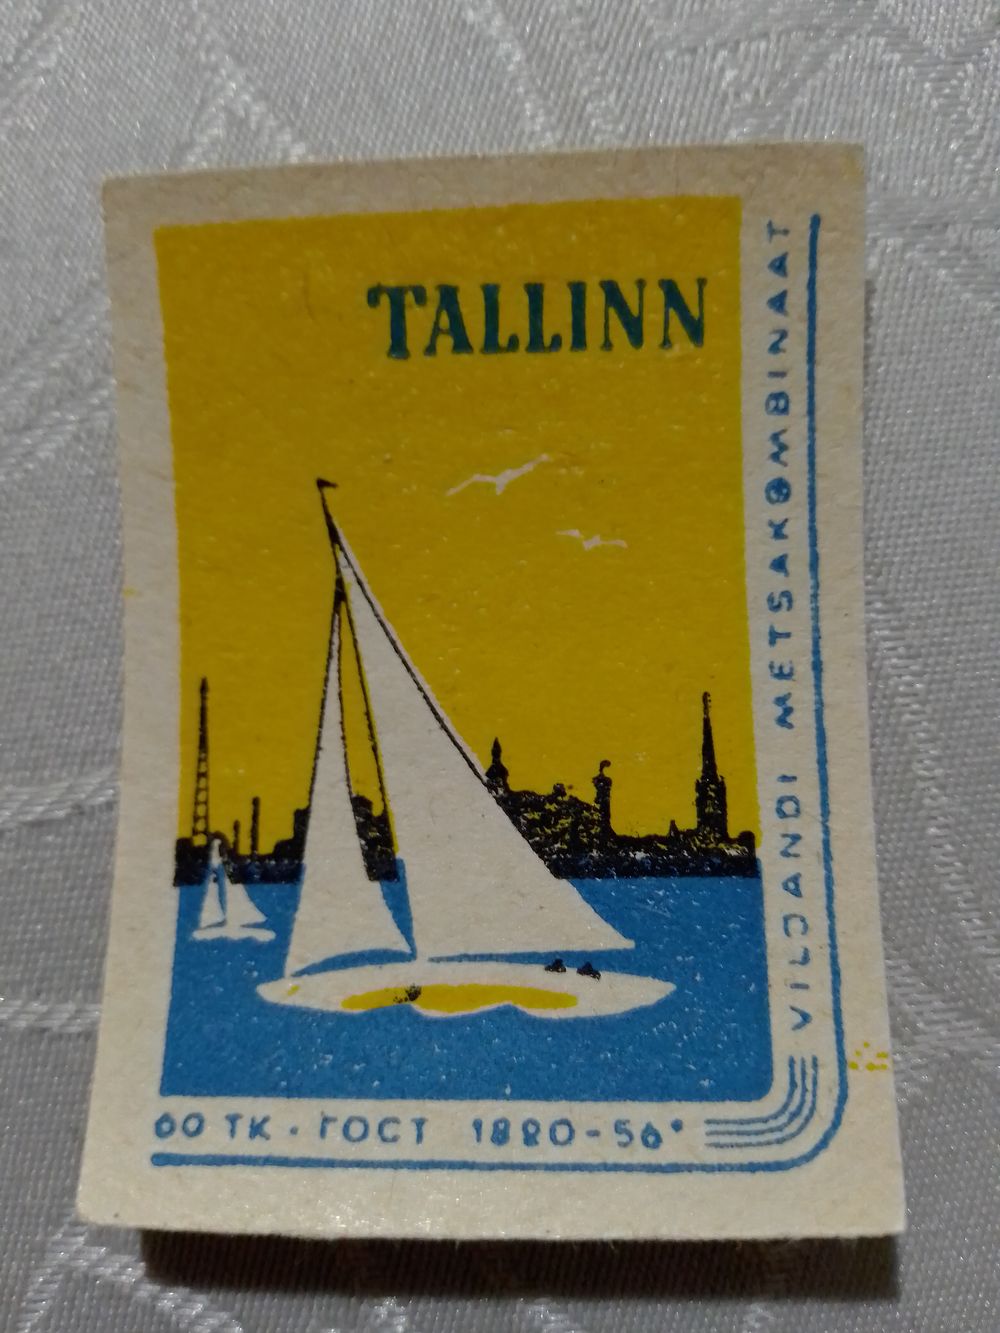 TALLINN
VILJANDI METSAKOMBINAAT
60 TK · ГОСТ 1820-56*